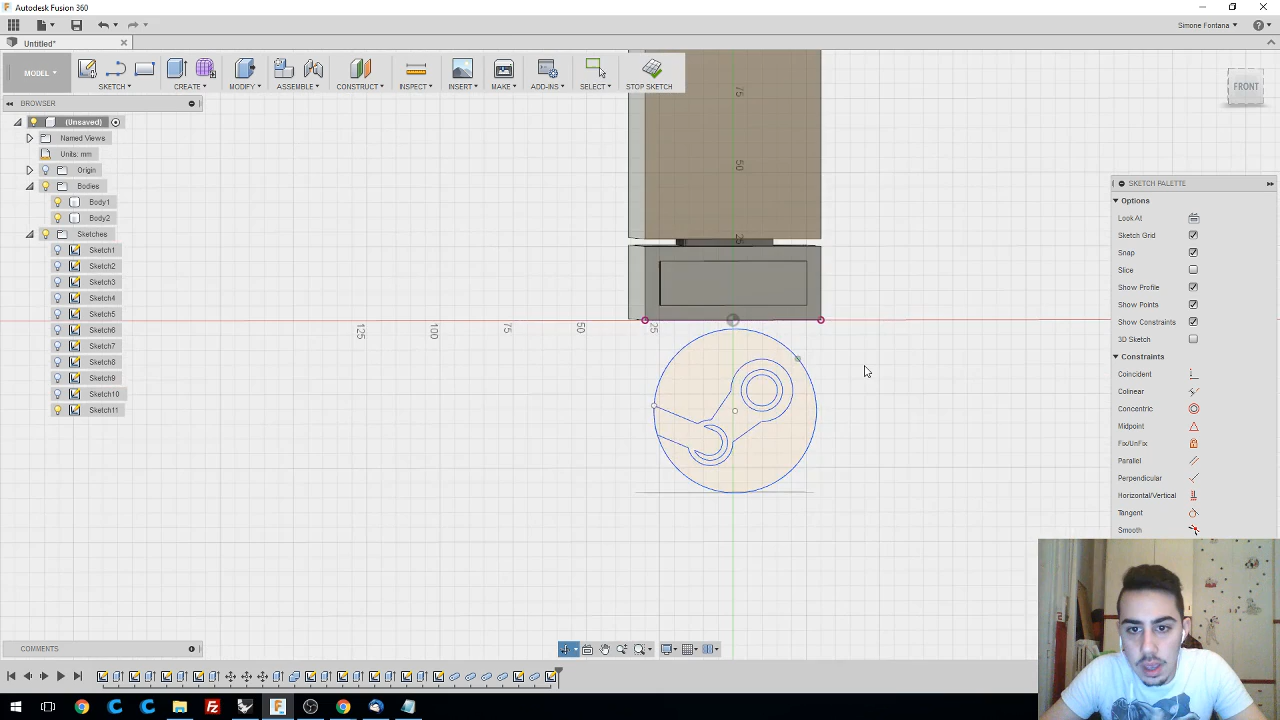 Autodesk Fusion 360
Simone Fontana
Untitled*
MODEL
SKETCH
CREATE
MODIFY
ASSEMBLE
CONSTRUCT
INSPECT
INSERT
MAKE
ADD-INS
SELECT
STOP SKETCH
FRONT
BROWSER
(Unsaved)
Named Views
Units: mm
Origin
Bodies
Body1
Body2
Sketches
Sketch1
Sketch2
Sketch3
Sketch4
Sketch5
Sketch6
Sketch7
Sketch8
Sketch9
Sketch10
Sketch11
75
50
25
125
100
75
50
25
SKETCH PALETTE
Options
Look At
Sketch Grid
Snap
Slice
Show Profile
Show Points
Show Constraints
3D Sketch
Constraints
Coincident
Colinear
Concentric
Midpoint
Fix/UnFix
Parallel
Perpendicular
Horizontal/Vertical
Tangent
Smooth
COMMENTS